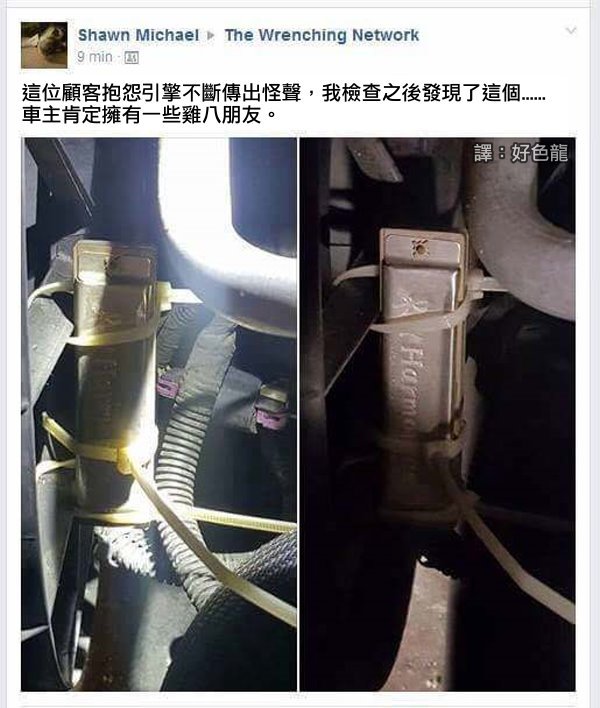 Shawn Michael ▸ The Wrenching Network
9 min ·
這位顧客抱怨引擎不斷傳出怪聲，我檢查之後發現了這個......
車主肯定擁有一些雞八朋友。
譯：好色龍